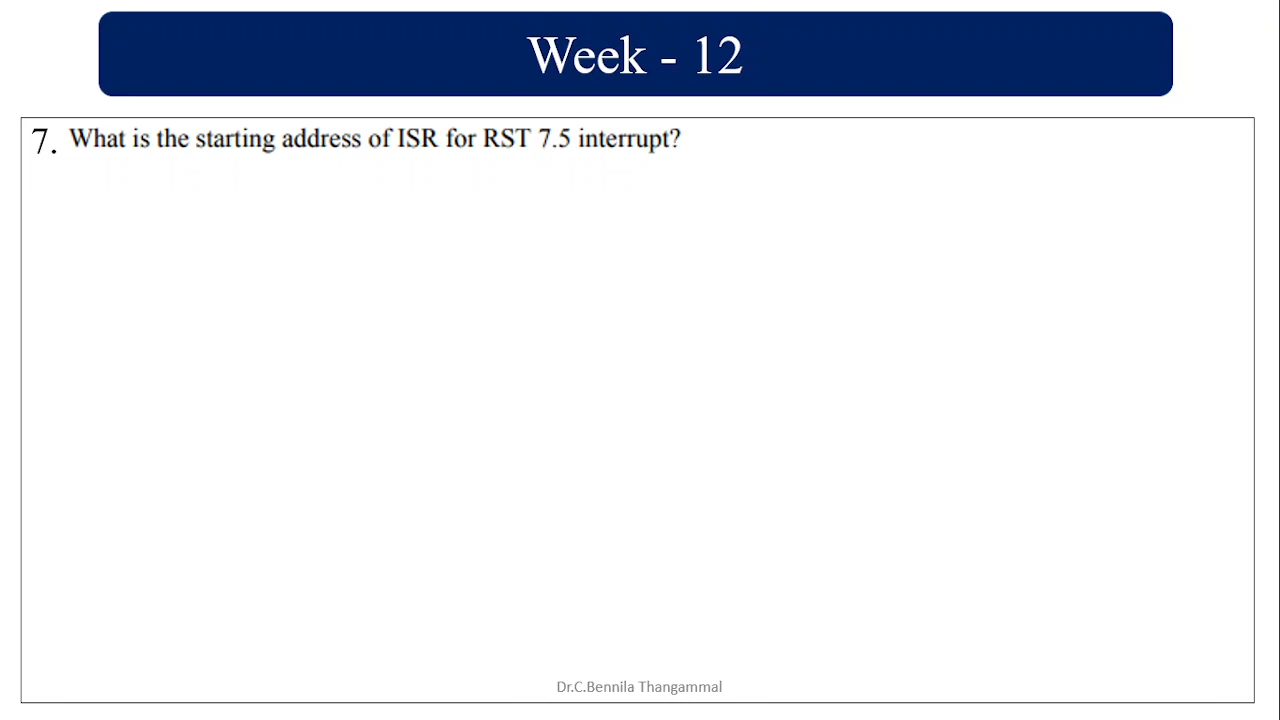 Week - 12
7. What is the starting address of ISR for RST 7.5 interrupt?
Dr.C.Bennila Thangammal